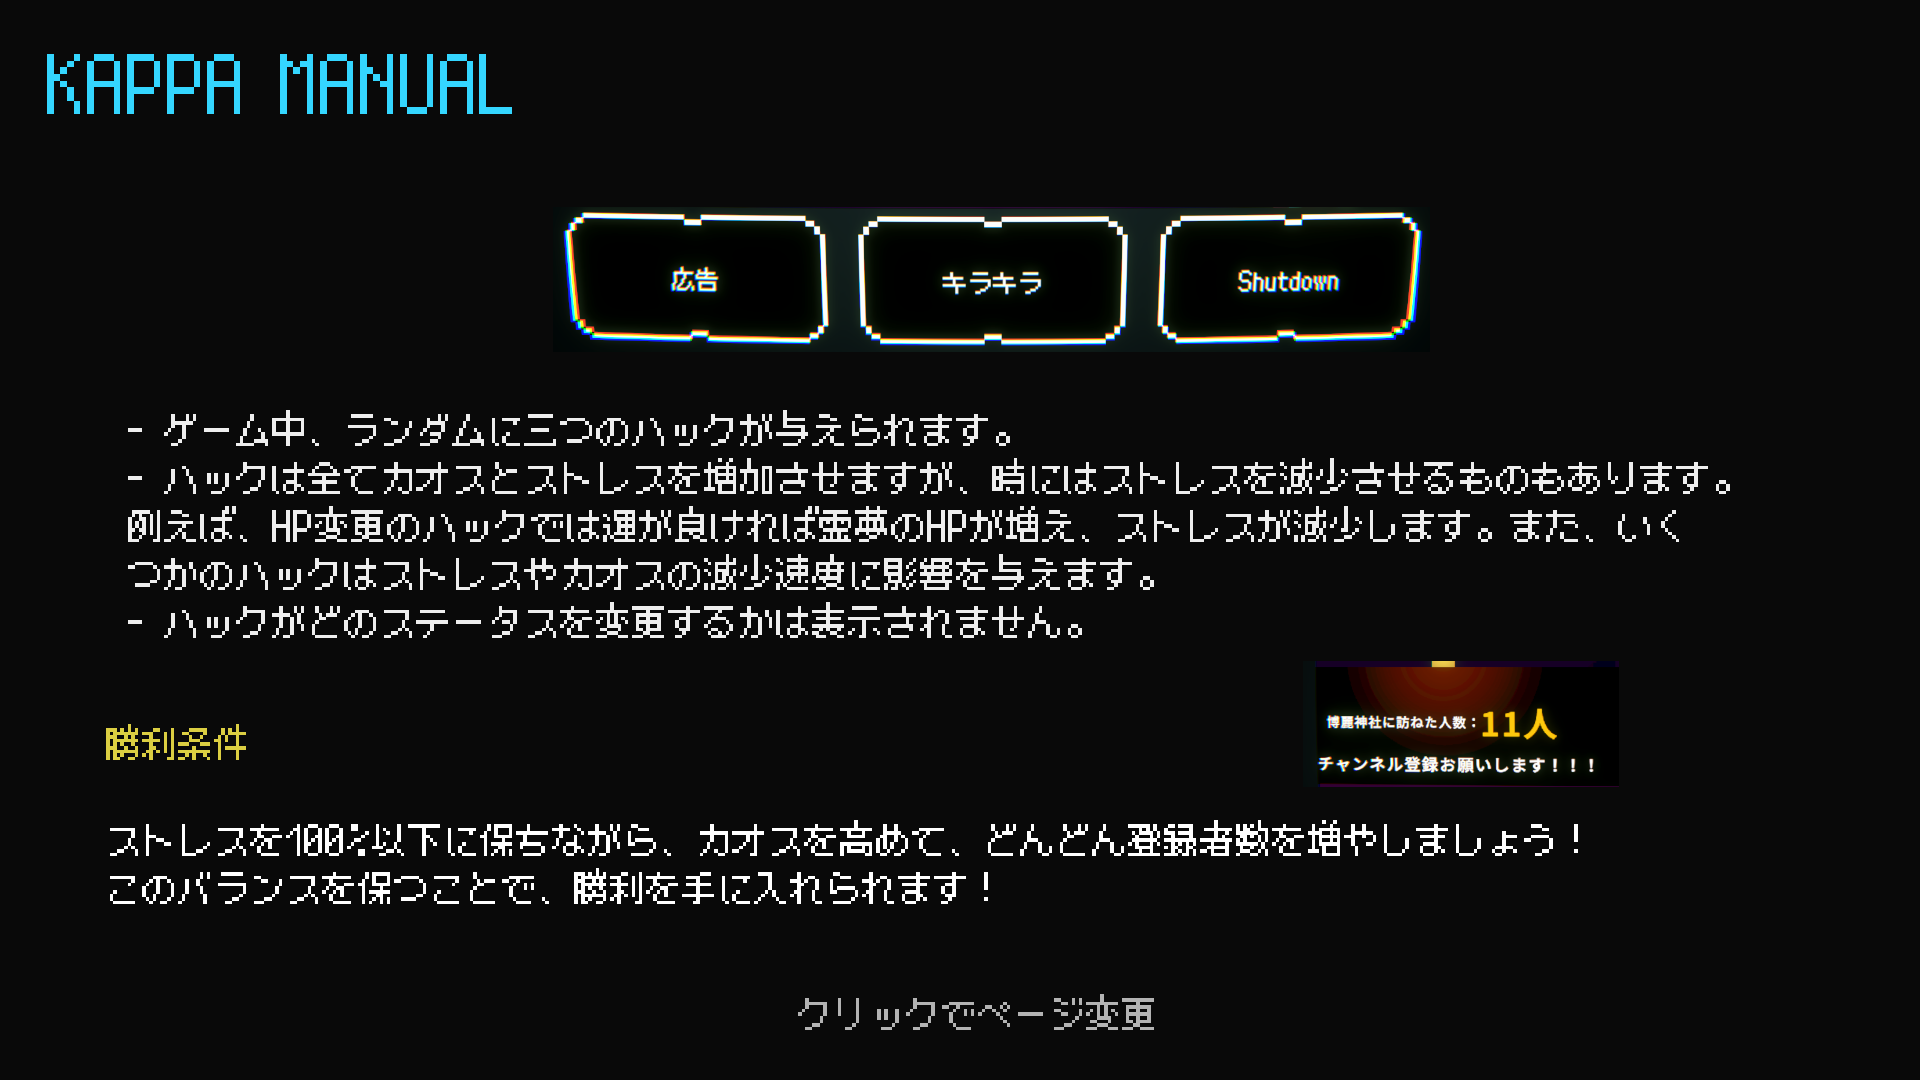 KAPPA MANUAL
広告
キラキラ
Shutdown
- ゲーム中、ランダムに三つのハックが与えられます。
- ハックは全てカオスとストレスを増加させますが、時にはストレスを減少させるものもあります。
例えば、HP変更のハックでは運が良ければ霊夢のHPが増え、ストレスが減少します。また、いく
つかのハックはストレスやカオスの減少速度に影響を与えます。
- ハックがどのステータスを変更するかは表示されません。
博麗神社に訪ねた人数：11人
チャンネル登録お願いします！！！
勝利条件
ストレスを100%以下に保ちながら、カオスを高めて、どんどん登録者数を増やしましょう！
このバランスを保つことで、勝利を手に入れられます！
クリックでページ変更